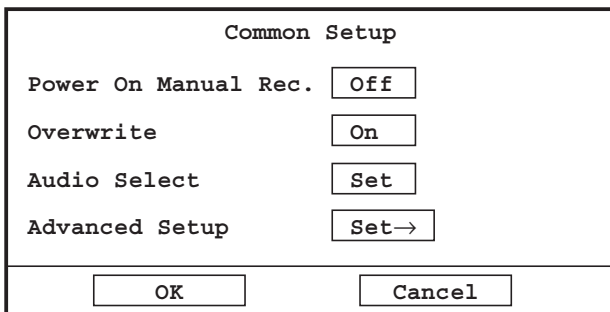 Common Setup
Power On Manual Rec. Off
Overwrite On
Audio Select Set
Advanced Setup Set→
OK Cancel